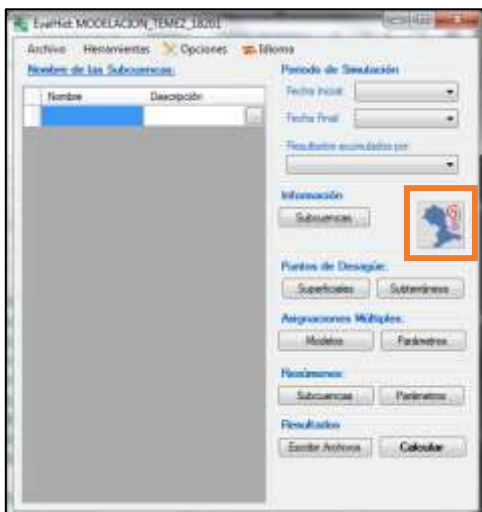 EvalHid: MODELACION_TEMEZ_18201
Archivo Herramientas Opciones Idioma
Nombre de las Subcuencas:
Nombre Descripción
Periodo de Simulación
Fecha Inicial
Fecha Final
Resultados acumulados por
Información
Subcuencas
Puntos de Desagüe.
Superficiales Subterráneos
Asignaciones Múltiples.
Modelos Parámetros
Resúmenes
Subcuencas Parámetros
Resultados
Escribir Archivos Calcular